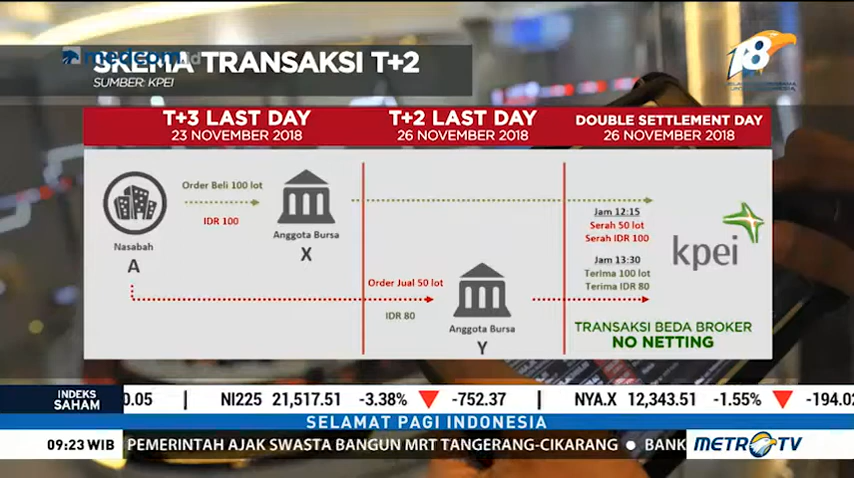 medcom.id
SKEMA TRANSAKSI T+2
SUMBER: KPEI
18
T+3 LAST DAY
23 NOVEMBER 2018
T+2 LAST DAY
26 NOVEMBER 2018
DOUBLE SETTLEMENT DAY
26 NOVEMBER 2018
Order Beli 100 lot
IDR 100
Nasabah
A
Anggota Bursa
X
Order Jual 50 lot
IDR 80
Anggota Bursa
Y
Jam 12:15
Serah 50 lot
Serah IDR 100
Jam 13:30
Terima 100 lot
Terima IDR 80
kpei
TRANSAKSI BEDA BROKER
NO NETTING
INDEKS
SAHAM
0.05 | NI225 21,517.51 -3.38% -752.37 | NYA.X 12,343.51 -1.55% -194.02
SELAMAT PAGI INDONESIA
09:23 WIB PEMERINTAH AJAK SWASTA BANGUN MRT TANGERANG-CIKARANG ● BANK
METRO TV